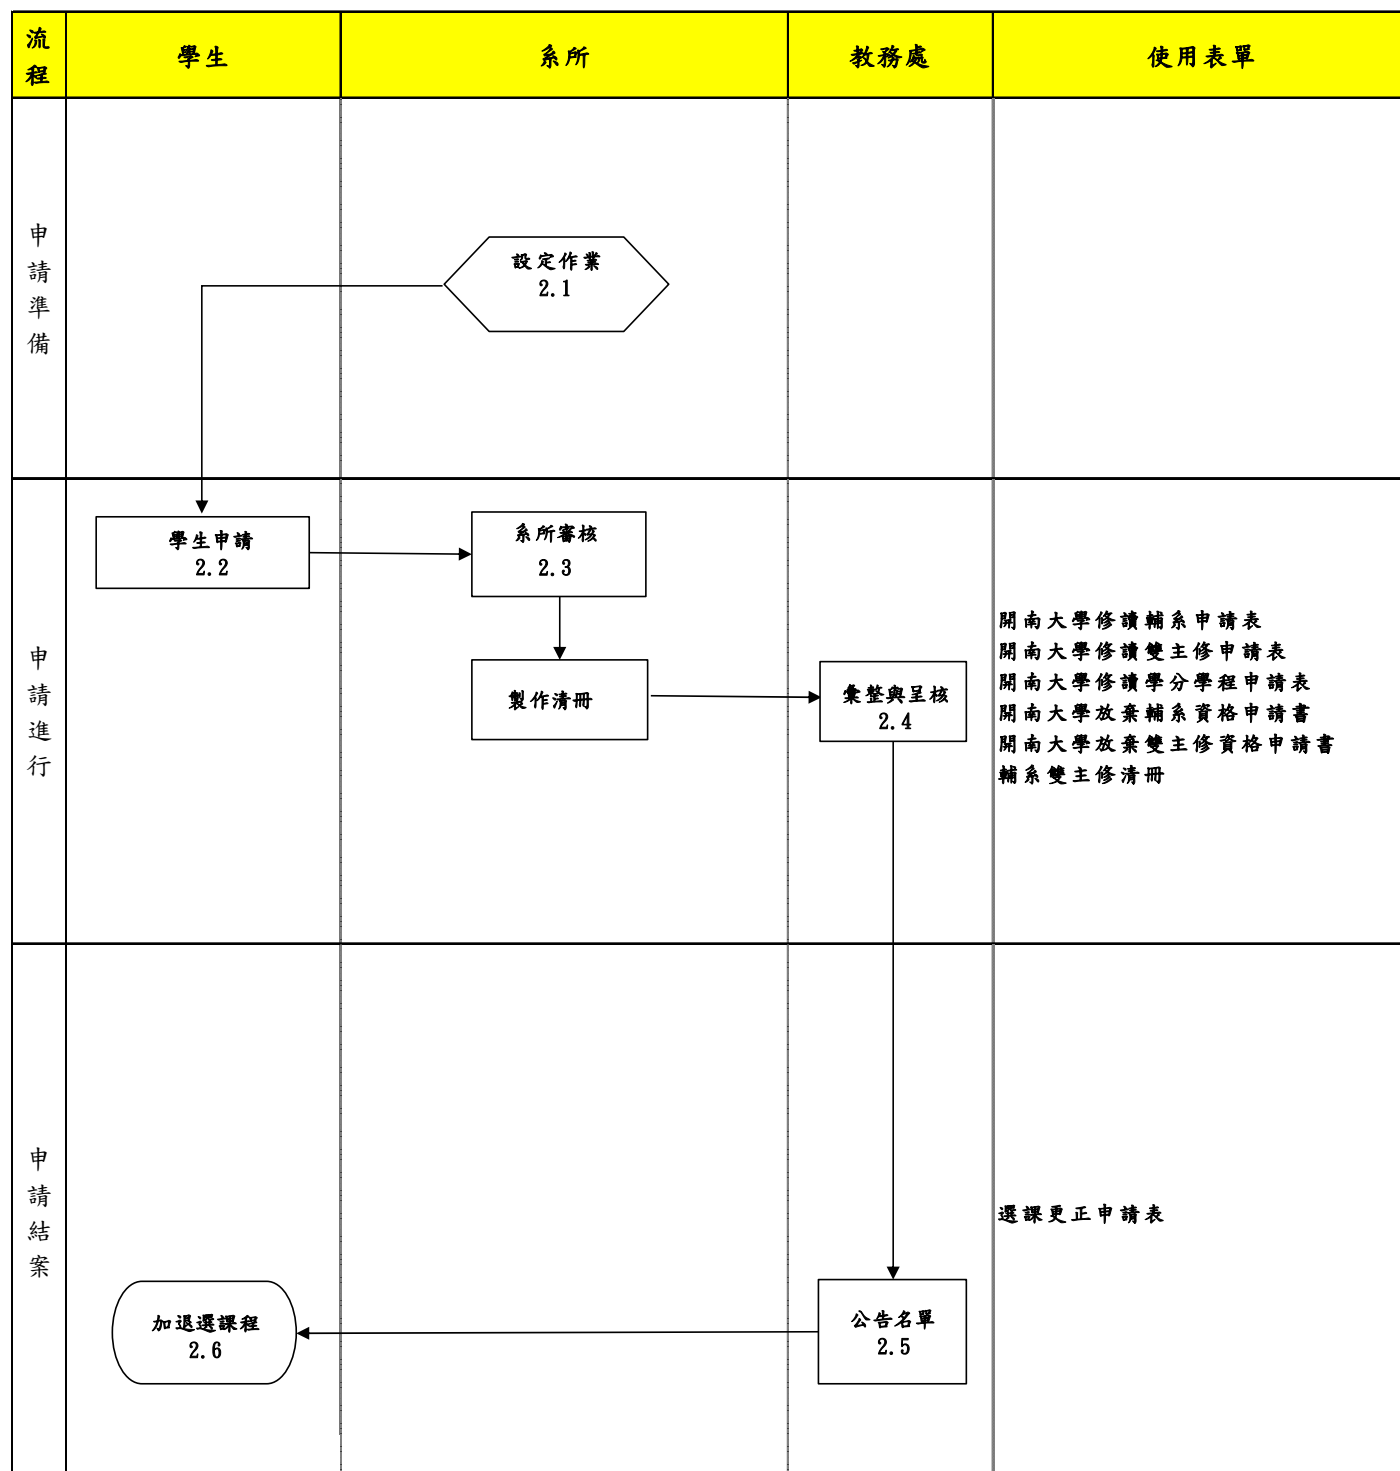 流程
學生
系所
教務處
使用表單
申請準備
設定作業
2.1
申請進行
學生申請
2.2
系所審核
2.3
製作清冊
彙整與呈核
2.4
開南大學修讀輔系申請表
開南大學修讀雙主修申請表
開南大學修讀學分學程申請表
開南大學放棄輔系資格申請書
開南大學放棄雙主修資格申請書
輔系雙主修清冊
申請結案
選課更正申請表
加退選課程
2.6
公告名單
2.5